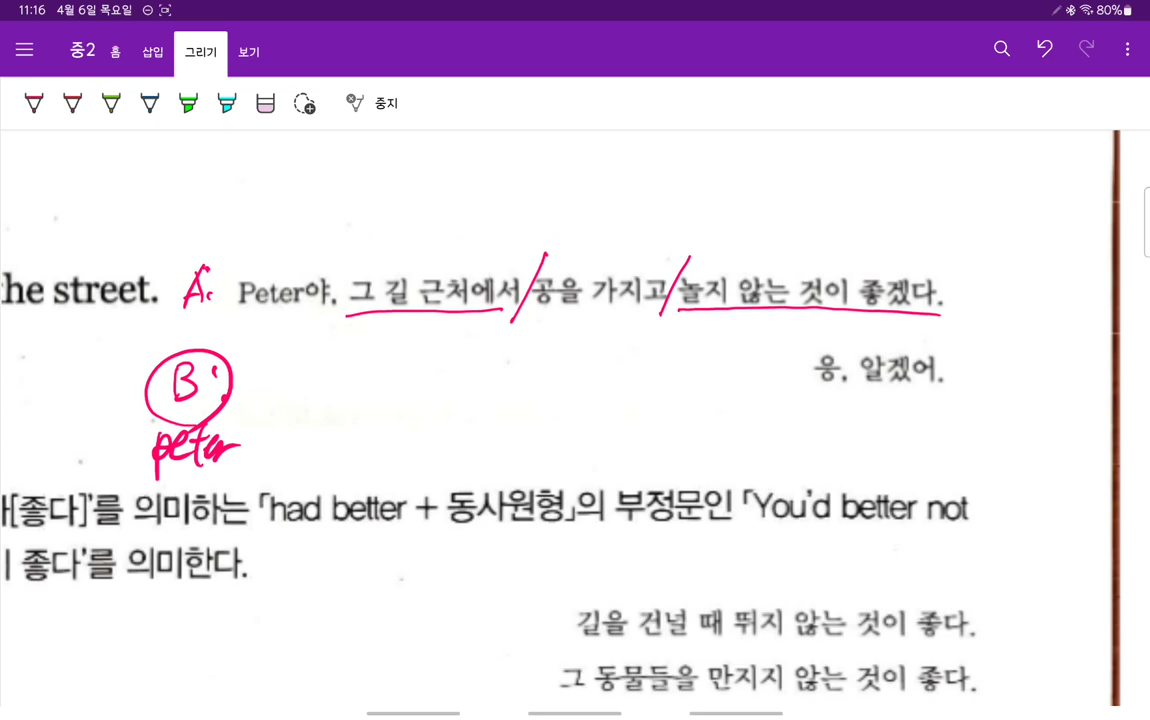 11:16 4월 6일 목요일
80%
중2 홈 삽입 그리기 보기
중지
he street. A: Peter야, 그 길 근처에서/공을 가지고/놀지 않는 것이 좋겠다.
B: 응, 알겠어.
peter
[좋다]'를 의미하는 「had better + 동사원형」의 부정문인 「You'd better not
좋다'를 의미한다.
길을 건널 때 뛰지 않는 것이 좋다.
그 동물들을 만지지 않는 것이 좋다.